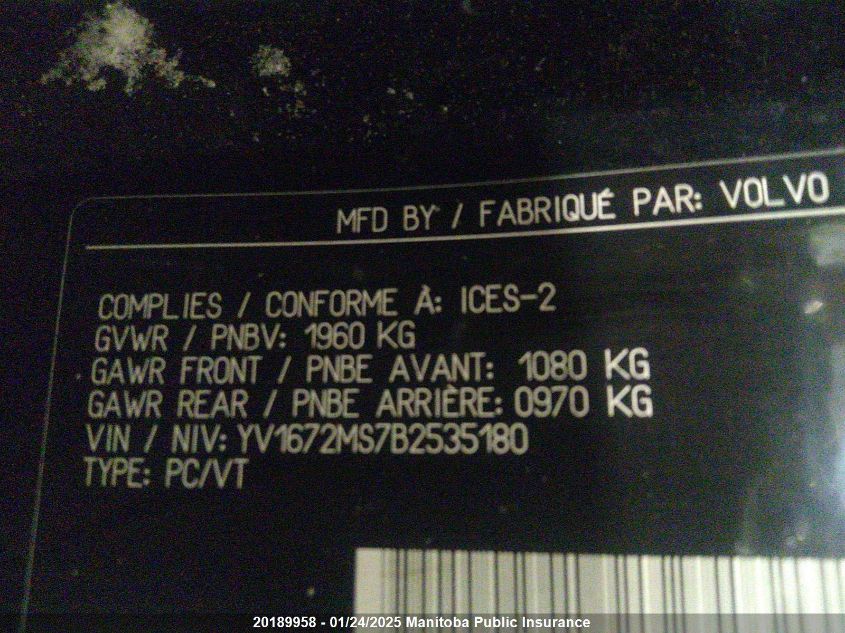 MFD BY / FABRIQUÉ PAR: VOLVO
COMPLIES / CONFORME À: ICES-2
GVWR / PNBV: 1960 KG
GAWR FRONT / PNBE AVANT: 1080 KG
GAWR REAR / PNBE ARRIÈRE: 0970 KG
VIN / NIV: YV1672MS7B2535180
TYPE: PC/VT
20189958 - 01/24/2025 Manitoba Public Insurance